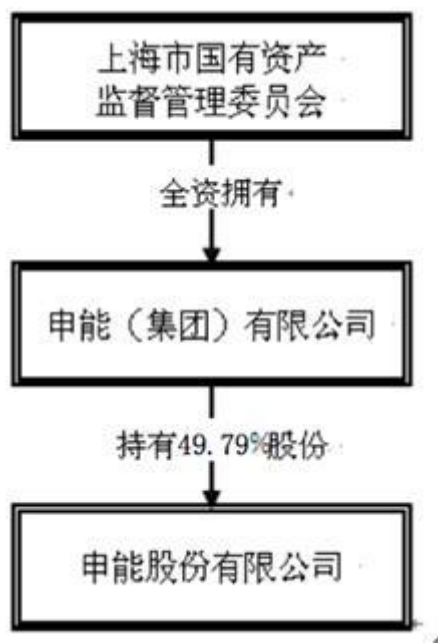 上海市国有资产
监督管理委员会
全资拥有
申能（集团）有限公司
持有49.79%股份
申能股份有限公司